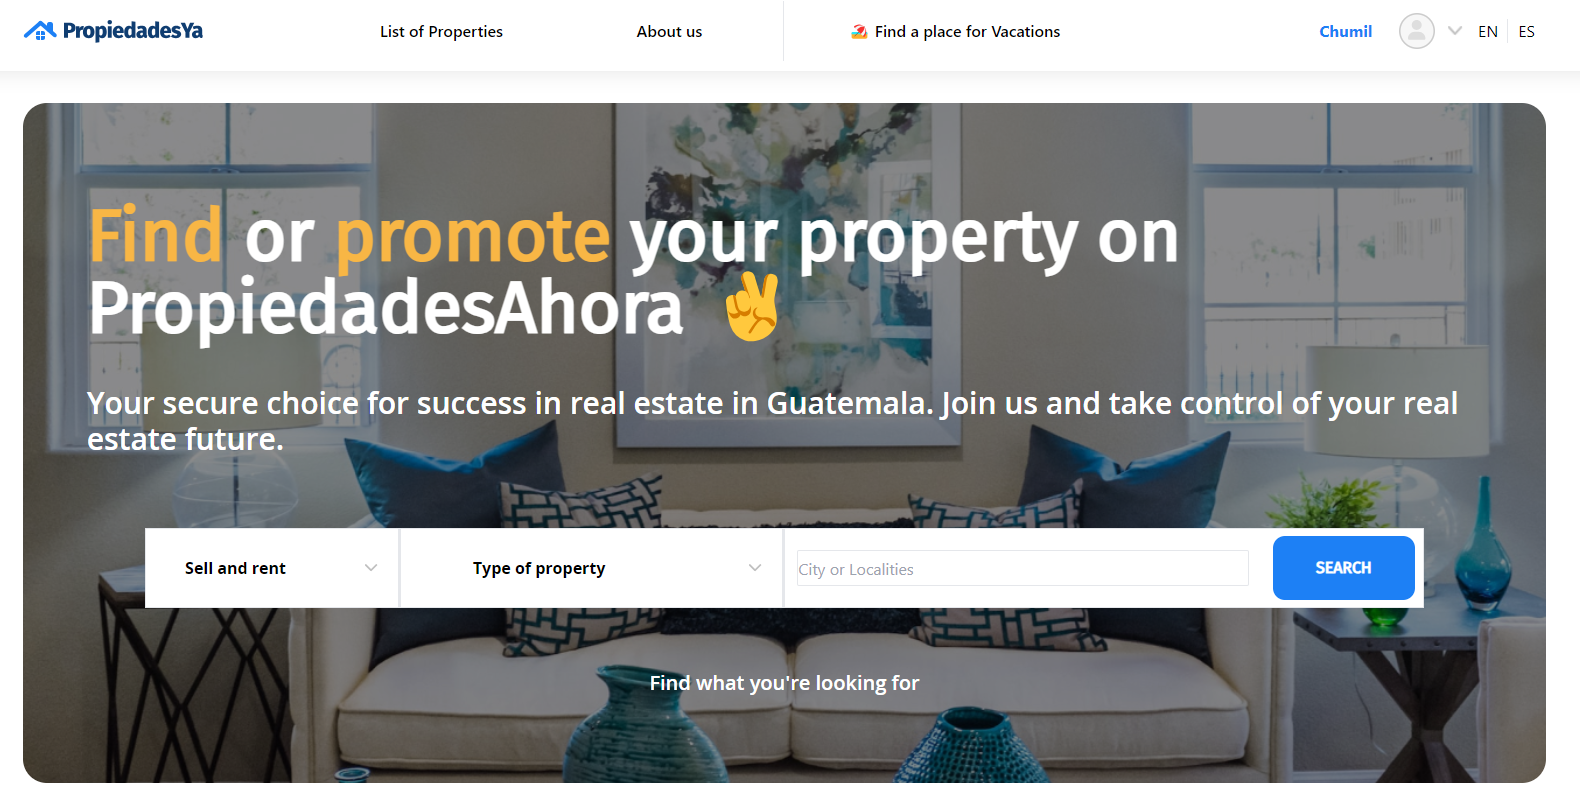 PropiedadesYa
List of Properties
About us
Find a place for Vacations
Chumil
EN
ES
Find or promote your property on
PropiedadesAhora ✌️
Your secure choice for success in real estate in Guatemala. Join us and take control of your real
estate future.
Sell and rent
Type of property
City or Localities
SEARCH
Find what you're looking for